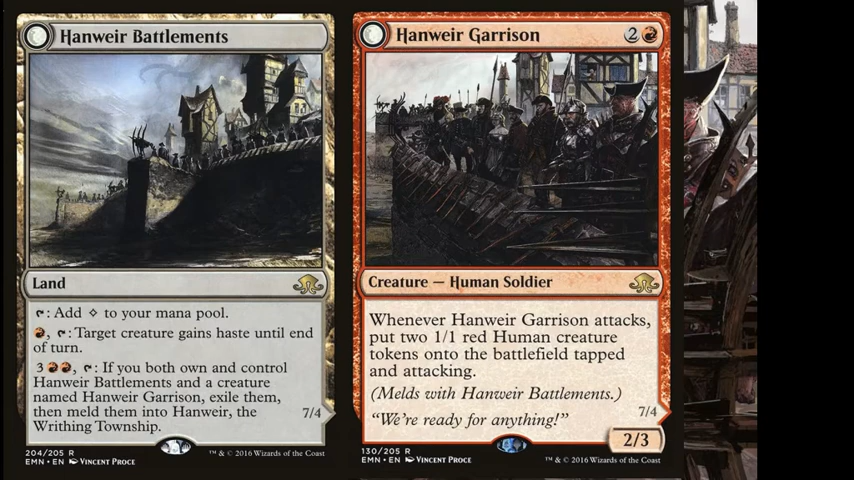 Hanweir Battlements
Land
: Add to your mana pool.
, : Target creature gains haste until end
of turn.
3 , : If you both own and control
Hanweir Battlements and a creature
named Hanweir Garrison, exile them,
then meld them into Hanweir, the
Writhing Township.
7/4
204/205 R
EMN • EN Vincent Proce
™ & © 2016 Wizards of the Coast
Hanweir Garrison 2
Creature — Human Soldier
Whenever Hanweir Garrison attacks,
put two 1/1 red Human creature
tokens onto the battlefield tapped
and attacking.
(Melds with Hanweir Battlements.)
"We're ready for anything!"
7/4
2/3
130/205 R
EMN • EN Vincent Proce
™ & © 2016 Wizards of the Coast